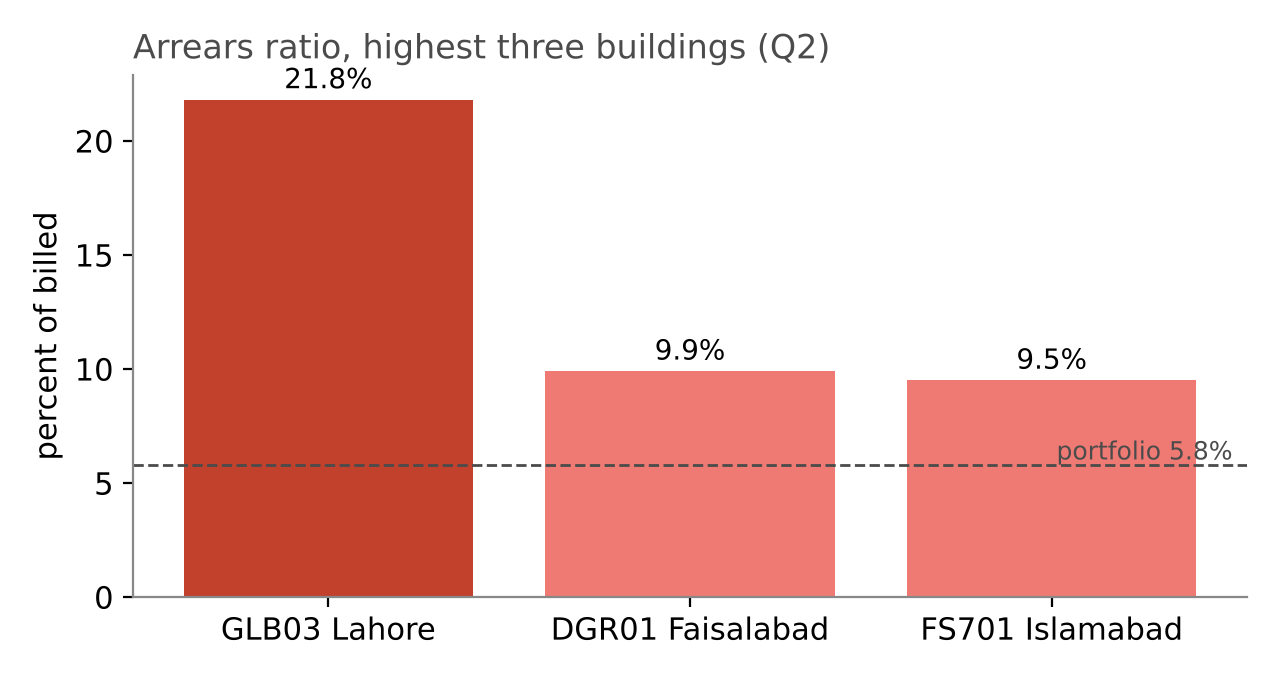 Arrears ratio, highest three buildings (Q2)
21.8%
20
15
10
5
0
percent of billed
9.9%
9.5%
portfolio 5.8%
GLB03 Lahore
DGR01 Faisalabad
FS701 Islamabad